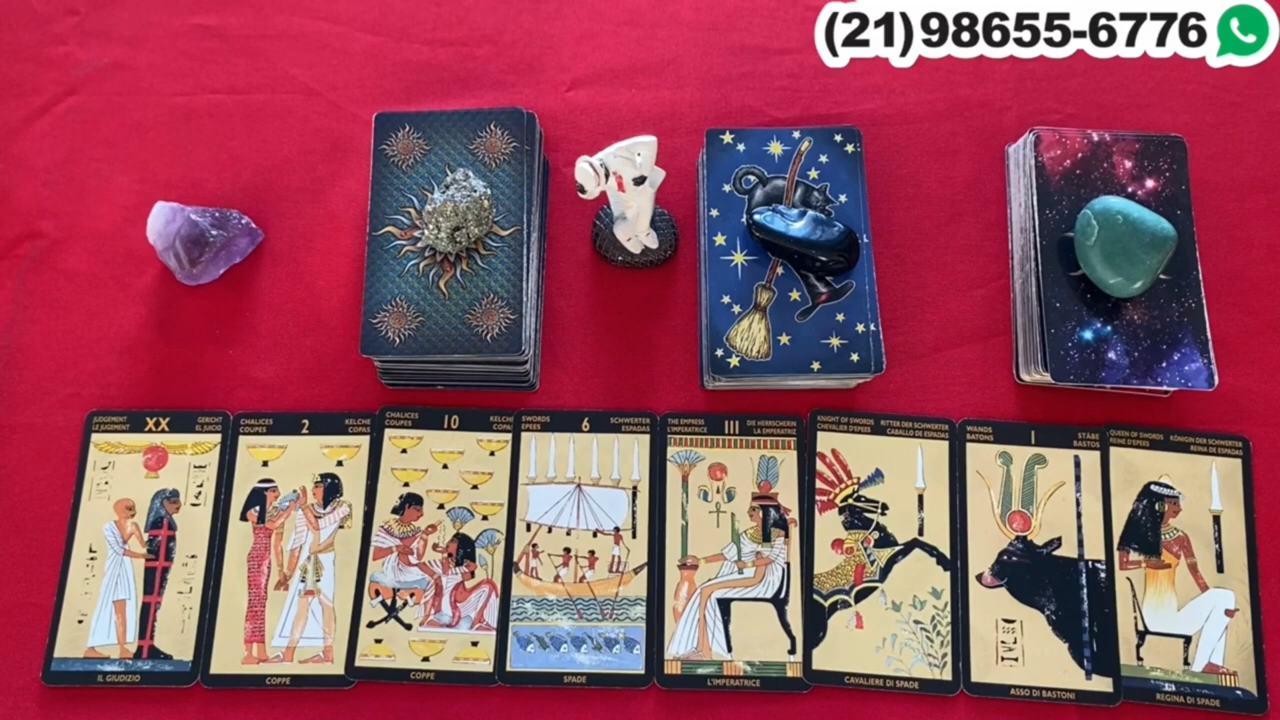 (21)98655-6776
JUDGEMENT XX GERICHT
LE JUGEMENT EL JUICIO
IL GIUDIZIO
CHALICES 2 KELCHE
COUPES COPAS
COPPE
CHALICES 10 KELCHE
COUPES COPAS
COPPE
SWORDS 6 SCHWERTER
EPEES ESPADAS
SPADE
THE EMPRESS III DIE HERRSCHERIN
L'IMPERATRICE LA EMPERATRIZ
L'IMPERATRICE
KNIGHT OF SWORDS RITTER DER SCHWERTER
CHEVALIER D'EPEES CABALLO DE ESPADAS
CAVALIERE DI SPADE
WANDS I STÄBE
BATONS BASTOS
ASSO DI BASTONI
QUEEN OF SWORDS KÖNIGIN DER SCHWERTER
REINE D'EPEES REINA DE ESPADAS
REGINA DI SPADE